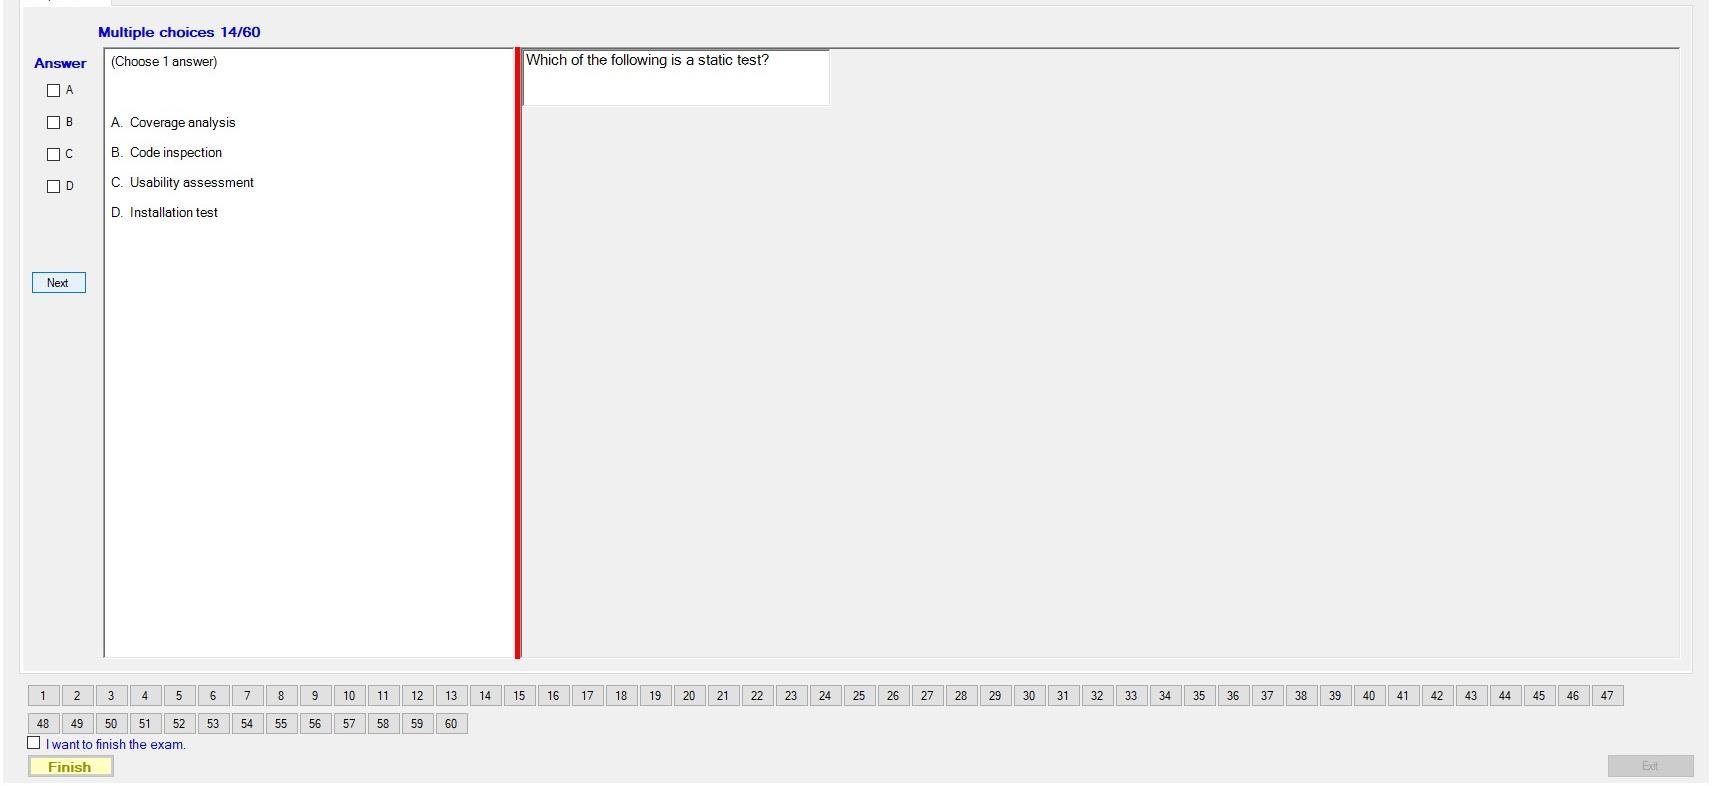 Multiple choices 14/60
Answer
A
B
C
D
Next
(Choose 1 answer)
A. Coverage analysis
B. Code inspection
C. Usability assessment
D. Installation test
Which of the following is a static test?
1 2 3 4 5 6 7 8 9 10 11 12 13 14 15 16 17 18 19 20 21 22 23 24 25 26 27 28 29 30 31 32 33 34 35 36 37 38 39 40 41 42 43 44 45 46 47
48 49 50 51 52 53 54 55 56 57 58 59 60
I want to finish the exam.
Finish
Exit